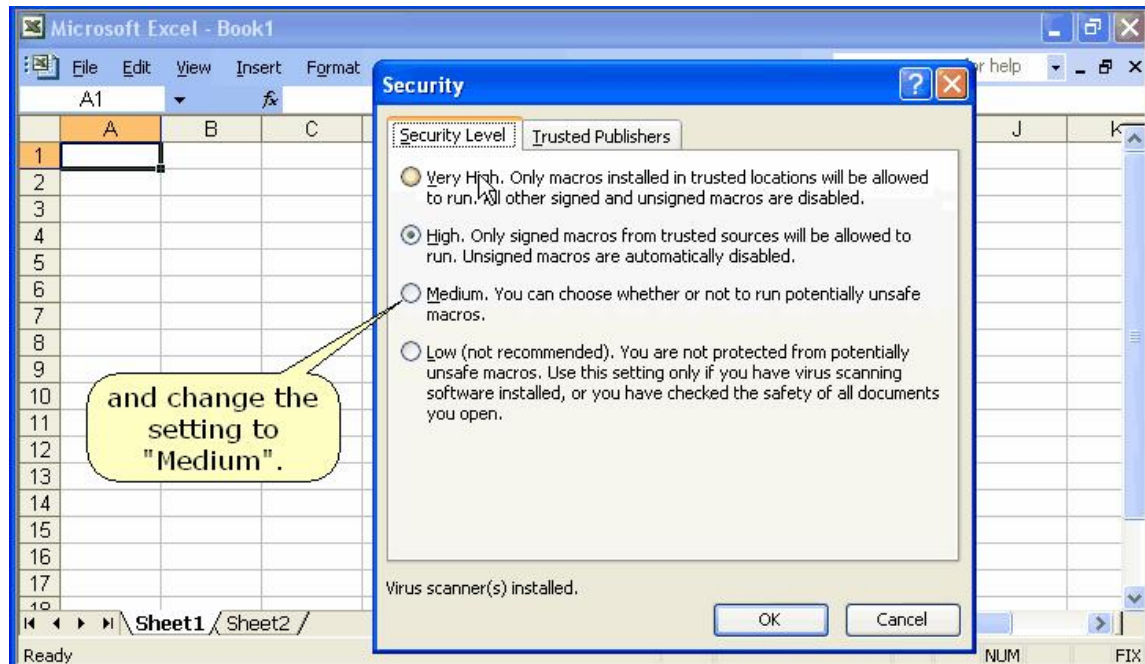 Microsoft Excel - Book1
File Edit View Insert Format
or help
A1
fx
Security
Security Level Trusted Publishers
A B C J K
1
2
3
4
5
6
7
8
9
10
11
12
13
14
15
16
17
18
Very High. Only macros installed in trusted locations will be allowed
to run. All other signed and unsigned macros are disabled.
High. Only signed macros from trusted sources will be allowed to
run. Unsigned macros are automatically disabled.
Medium. You can choose whether or not to run potentially unsafe
macros.
Low (not recommended). You are not protected from potentially
unsafe macros. Use this setting only if you have virus scanning
software installed, or you have checked the safety of all documents
you open.
and change the
setting to
"Medium".
Virus scanner(s) installed.
OK Cancel
Sheet1 Sheet2
Ready
NUM FIX